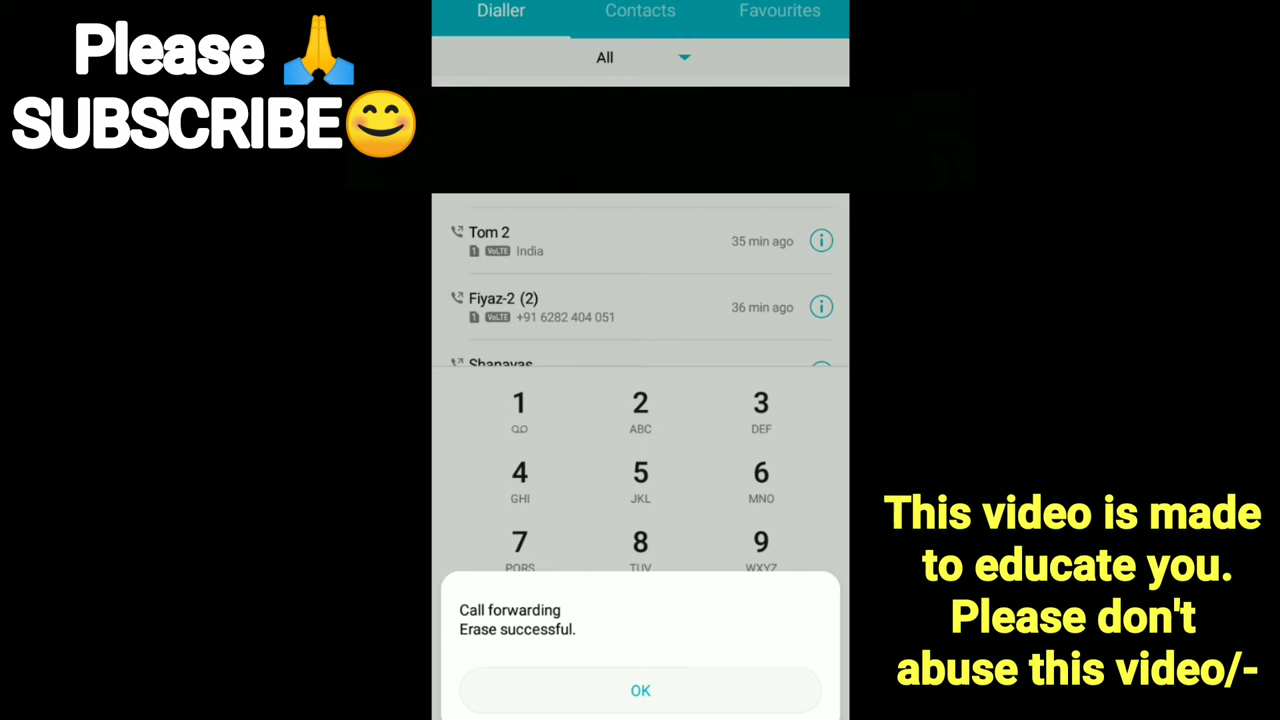 Please 🙏
SUBSCRIBE😊
Dialler Contacts Favourites
All
Tom 2
1 VoLTE India
35 min ago
Fiyaz-2 (2)
1 VoLTE +91 6282 404 051
36 min ago
Shanavas
1 2 3
ABC DEF
4 5 6
GHI JKL MNO
7 8 9
PQRS TUV WXYZ
Call forwarding
Erase successful.
OK
This video is made
to educate you.
Please don't
abuse this video/-